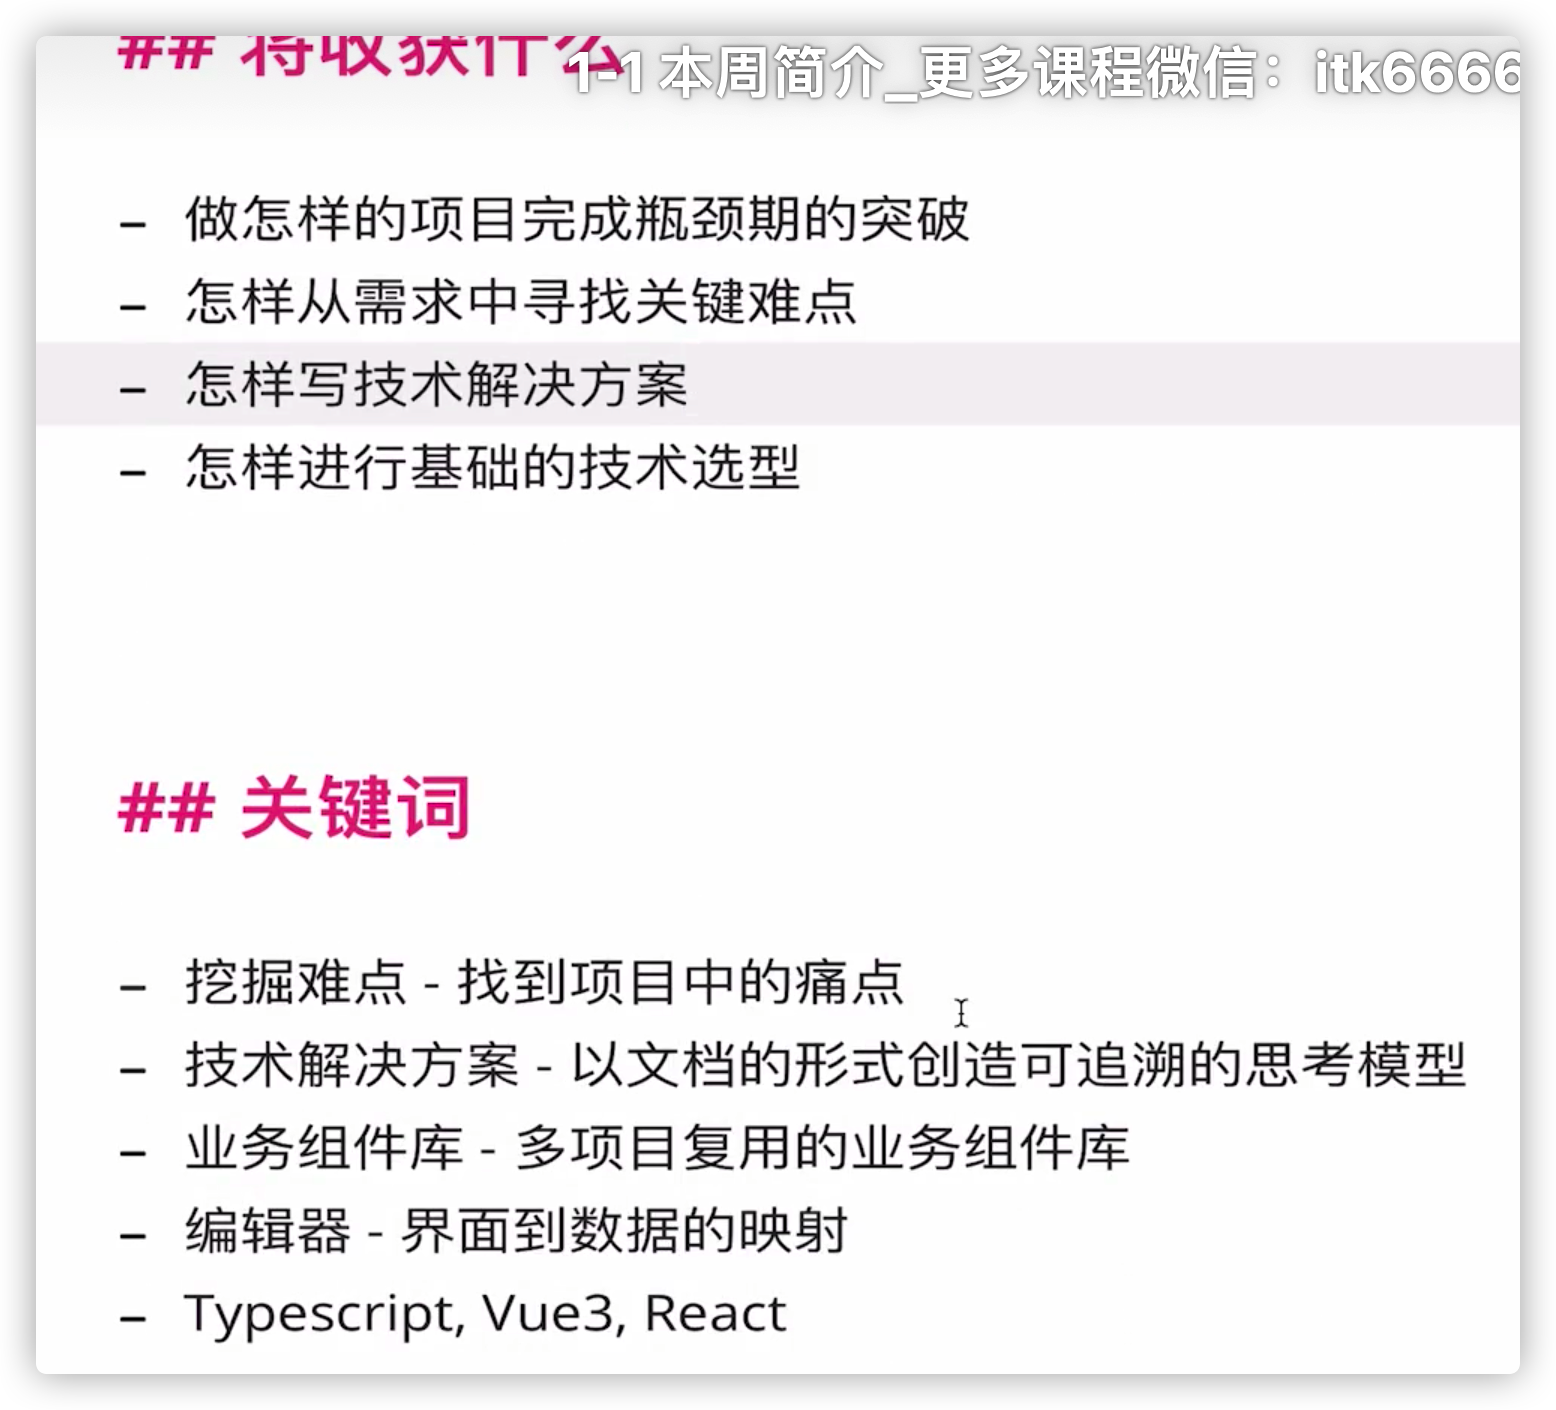 ## 将收获什么
1-1 本周简介_更多课程微信：itk6666
- 做怎样的项目完成瓶颈期的突破
- 怎样从需求中寻找关键难点
- 怎样写技术解决方案
- 怎样进行基础的技术选型
## 关键词
- 挖掘难点 - 找到项目中的痛点
- 技术解决方案 - 以文档的形式创造可追溯的思考模型
- 业务组件库 - 多项目复用的业务组件库
- 编辑器 - 界面到数据的映射
- Typescript, Vue3, React